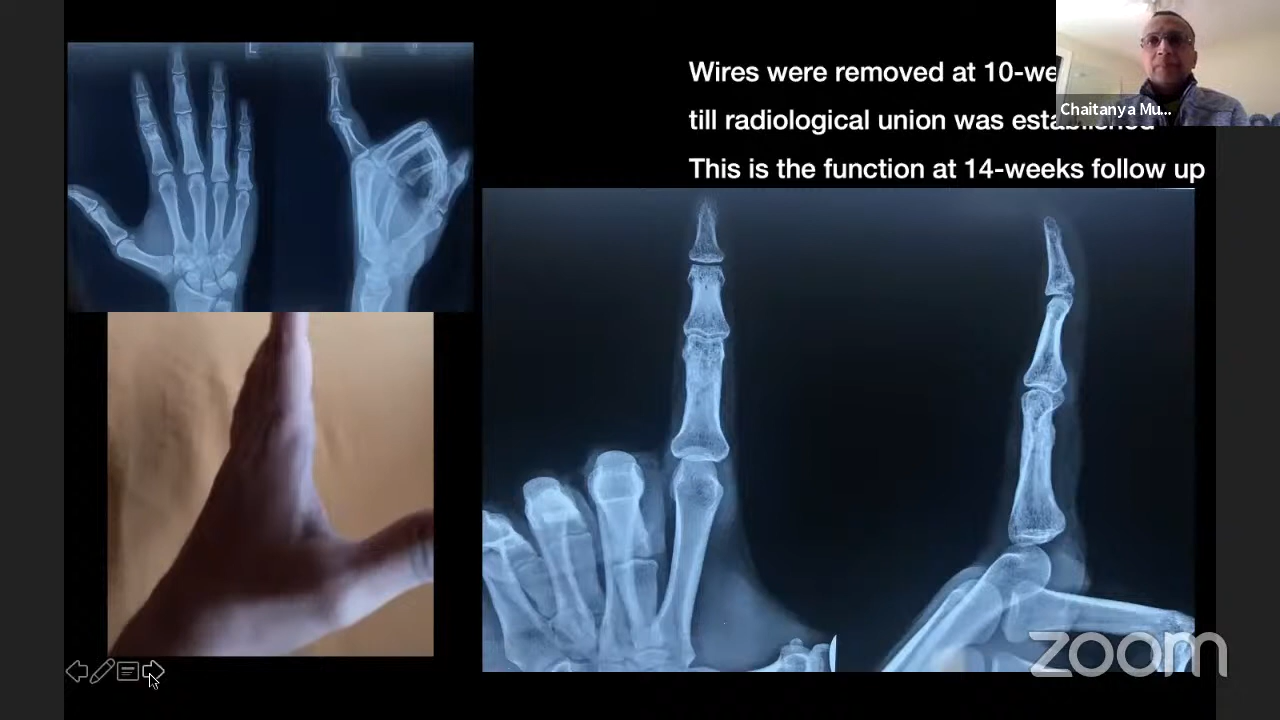 Wires were removed at 10-we
till radiological union was established
This is the function at 14-weeks follow up
Chaitanya Mu...
L
zoom